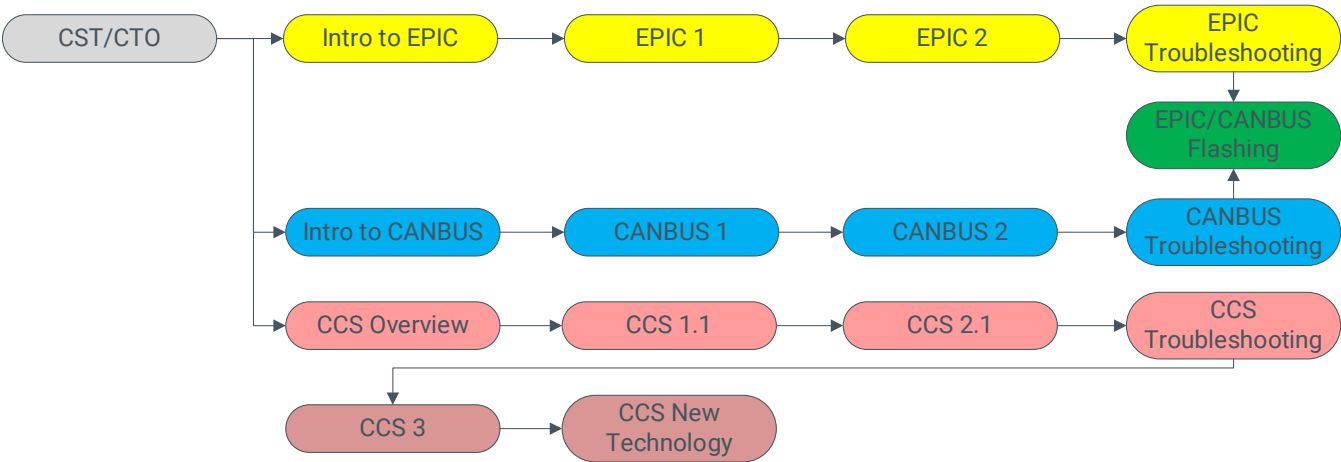 CST/CTO
Intro to EPIC
EPIC 1
EPIC 2
EPIC
Troubleshooting
EPIC/CANBUS
Flashing
Intro to CANBUS
CANBUS 1
CANBUS 2
CANBUS
Troubleshooting
CCS Overview
CCS 1.1
CCS 2.1
CCS
Troubleshooting
CCS 3
CCS New
Technology